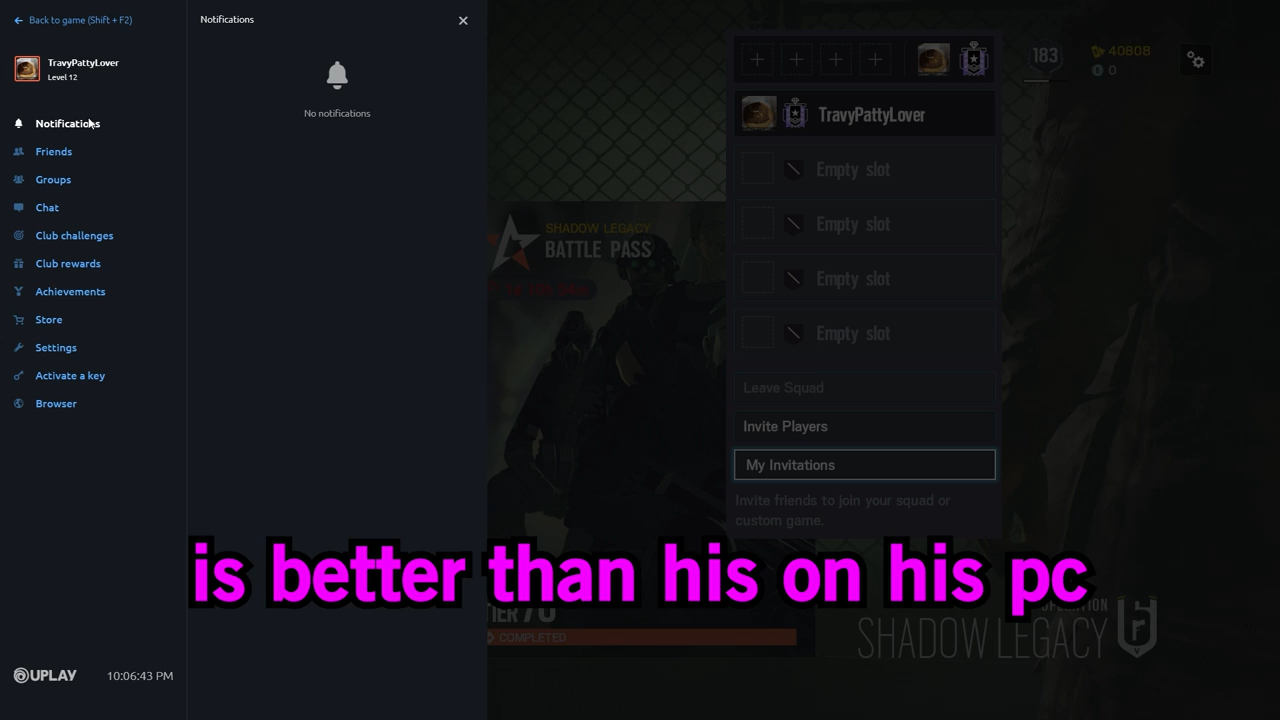 Back to game (Shift + F2)
TravyPattyLover
Level 12
Notifications
Friends
Groups
Chat
Club challenges
Club rewards
Achievements
Store
Settings
Activate a key
Browser
UPLAY
10:06:43 PM
Notifications
No notifications
SHADOW LEGACY
BATTLE PASS
TIER 70
COMPLETED
183
40808
0
TravyPattyLover
Empty slot
Empty slot
Empty slot
Empty slot
Leave Squad
Invite Players
My Invitations
Invite friends to join your squad or
custom game.
is better than his on his pc
OPERATION
SHADOW LEGACY